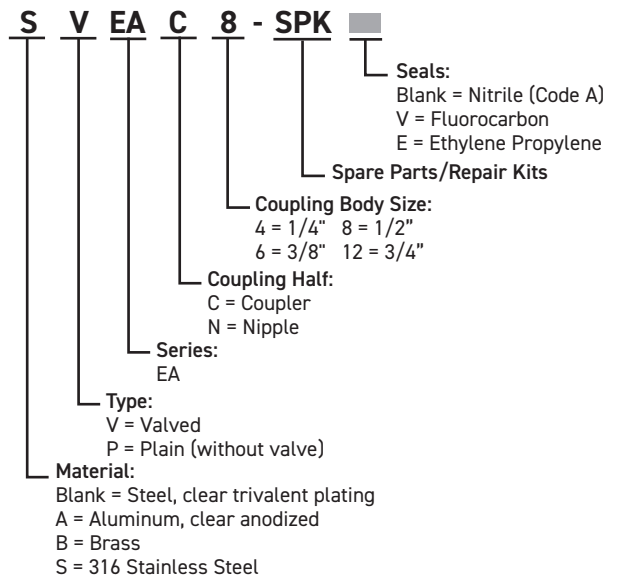 S V EA C 8 - SPK
Seals:
Blank = Nitrile (Code A)
V = Fluorocarbon
E = Ethylene Propylene
Spare Parts/Repair Kits
Coupling Body Size:
4 = 1/4" 8 = 1/2”
6 = 3/8" 12 = 3/4”
Coupling Half:
C = Coupler
N = Nipple
Series:
EA
Type:
V = Valved
P = Plain (without valve)
Material:
Blank = Steel, clear trivalent plating
A = Aluminum, clear anodized
B = Brass
S = 316 Stainless Steel